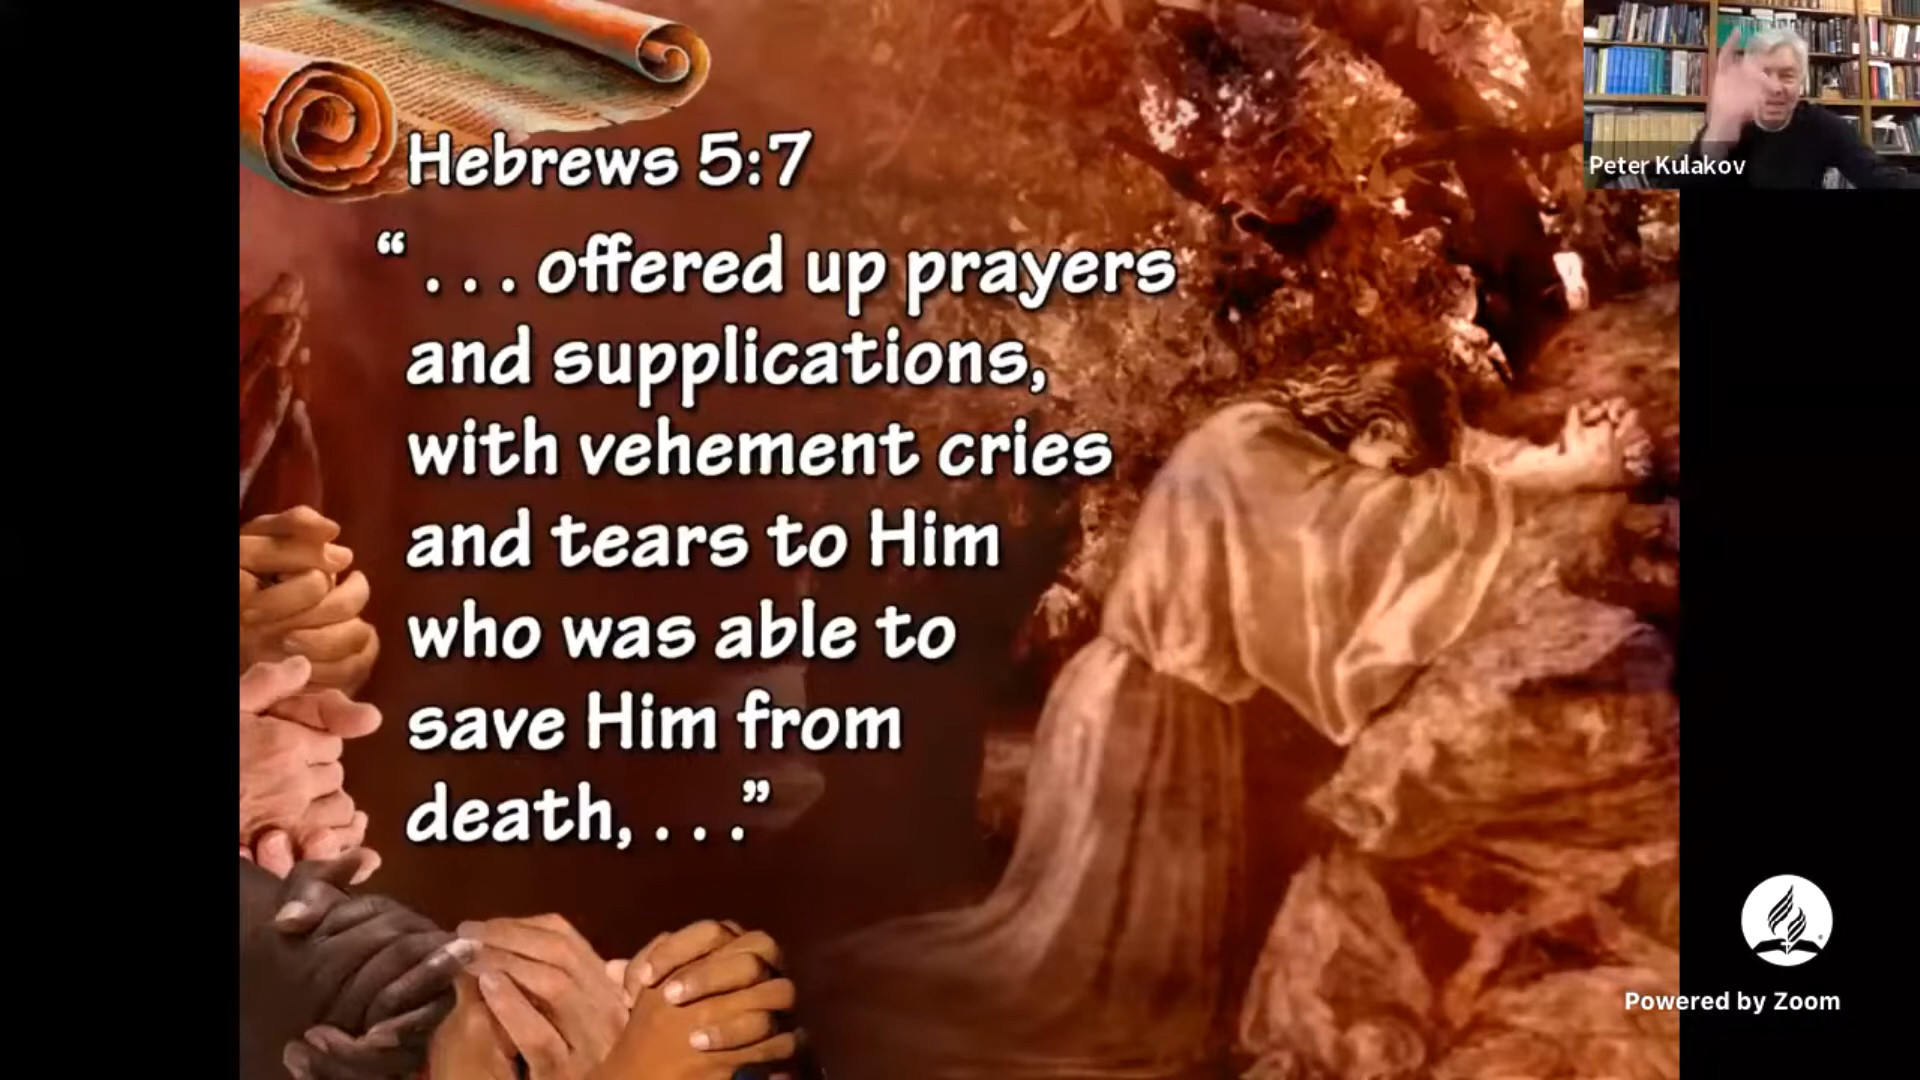 Hebrews 5:7
“ . . . offered up prayers
and supplications,
with vehement cries
and tears to Him
who was able to
save Him from
death, . . .”
Peter Kulakov
Powered by Zoom